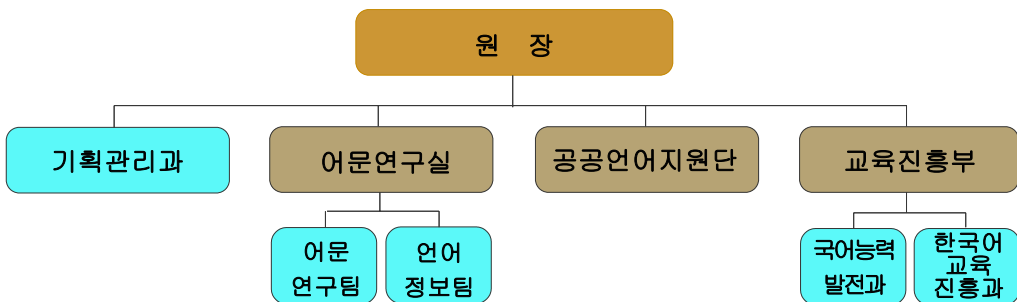 원 장
기획관리과
어문연구실
공공언어지원단
교육진흥부
어문
연구팀
언어
정보팀
국어능력
발전과
한국어
교육
진흥과